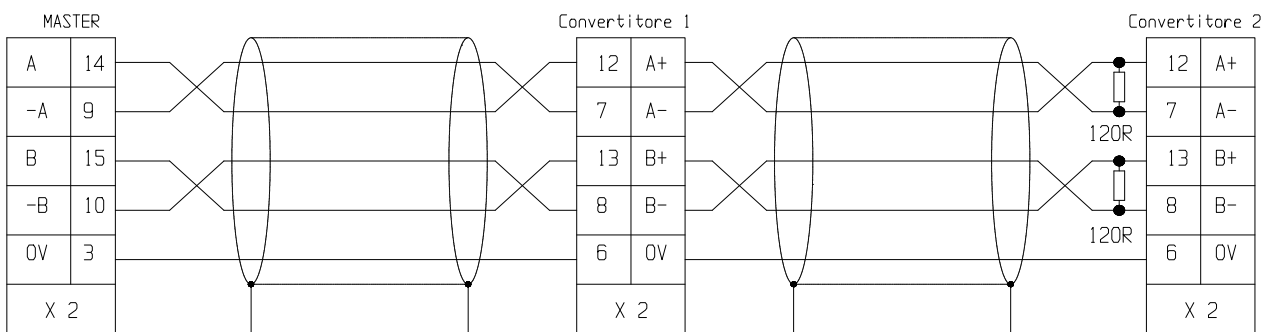 MASTER Convertitore 1 Convertitore 2
A 14 12 A+ 12 A+
-A 9 7 A- 7 A-
120R
B 15 13 B+ 13 B+
-B 10 8 B- 8 B-
120R
0V 3 6 0V 6 0V
X 2 X 2 X 2